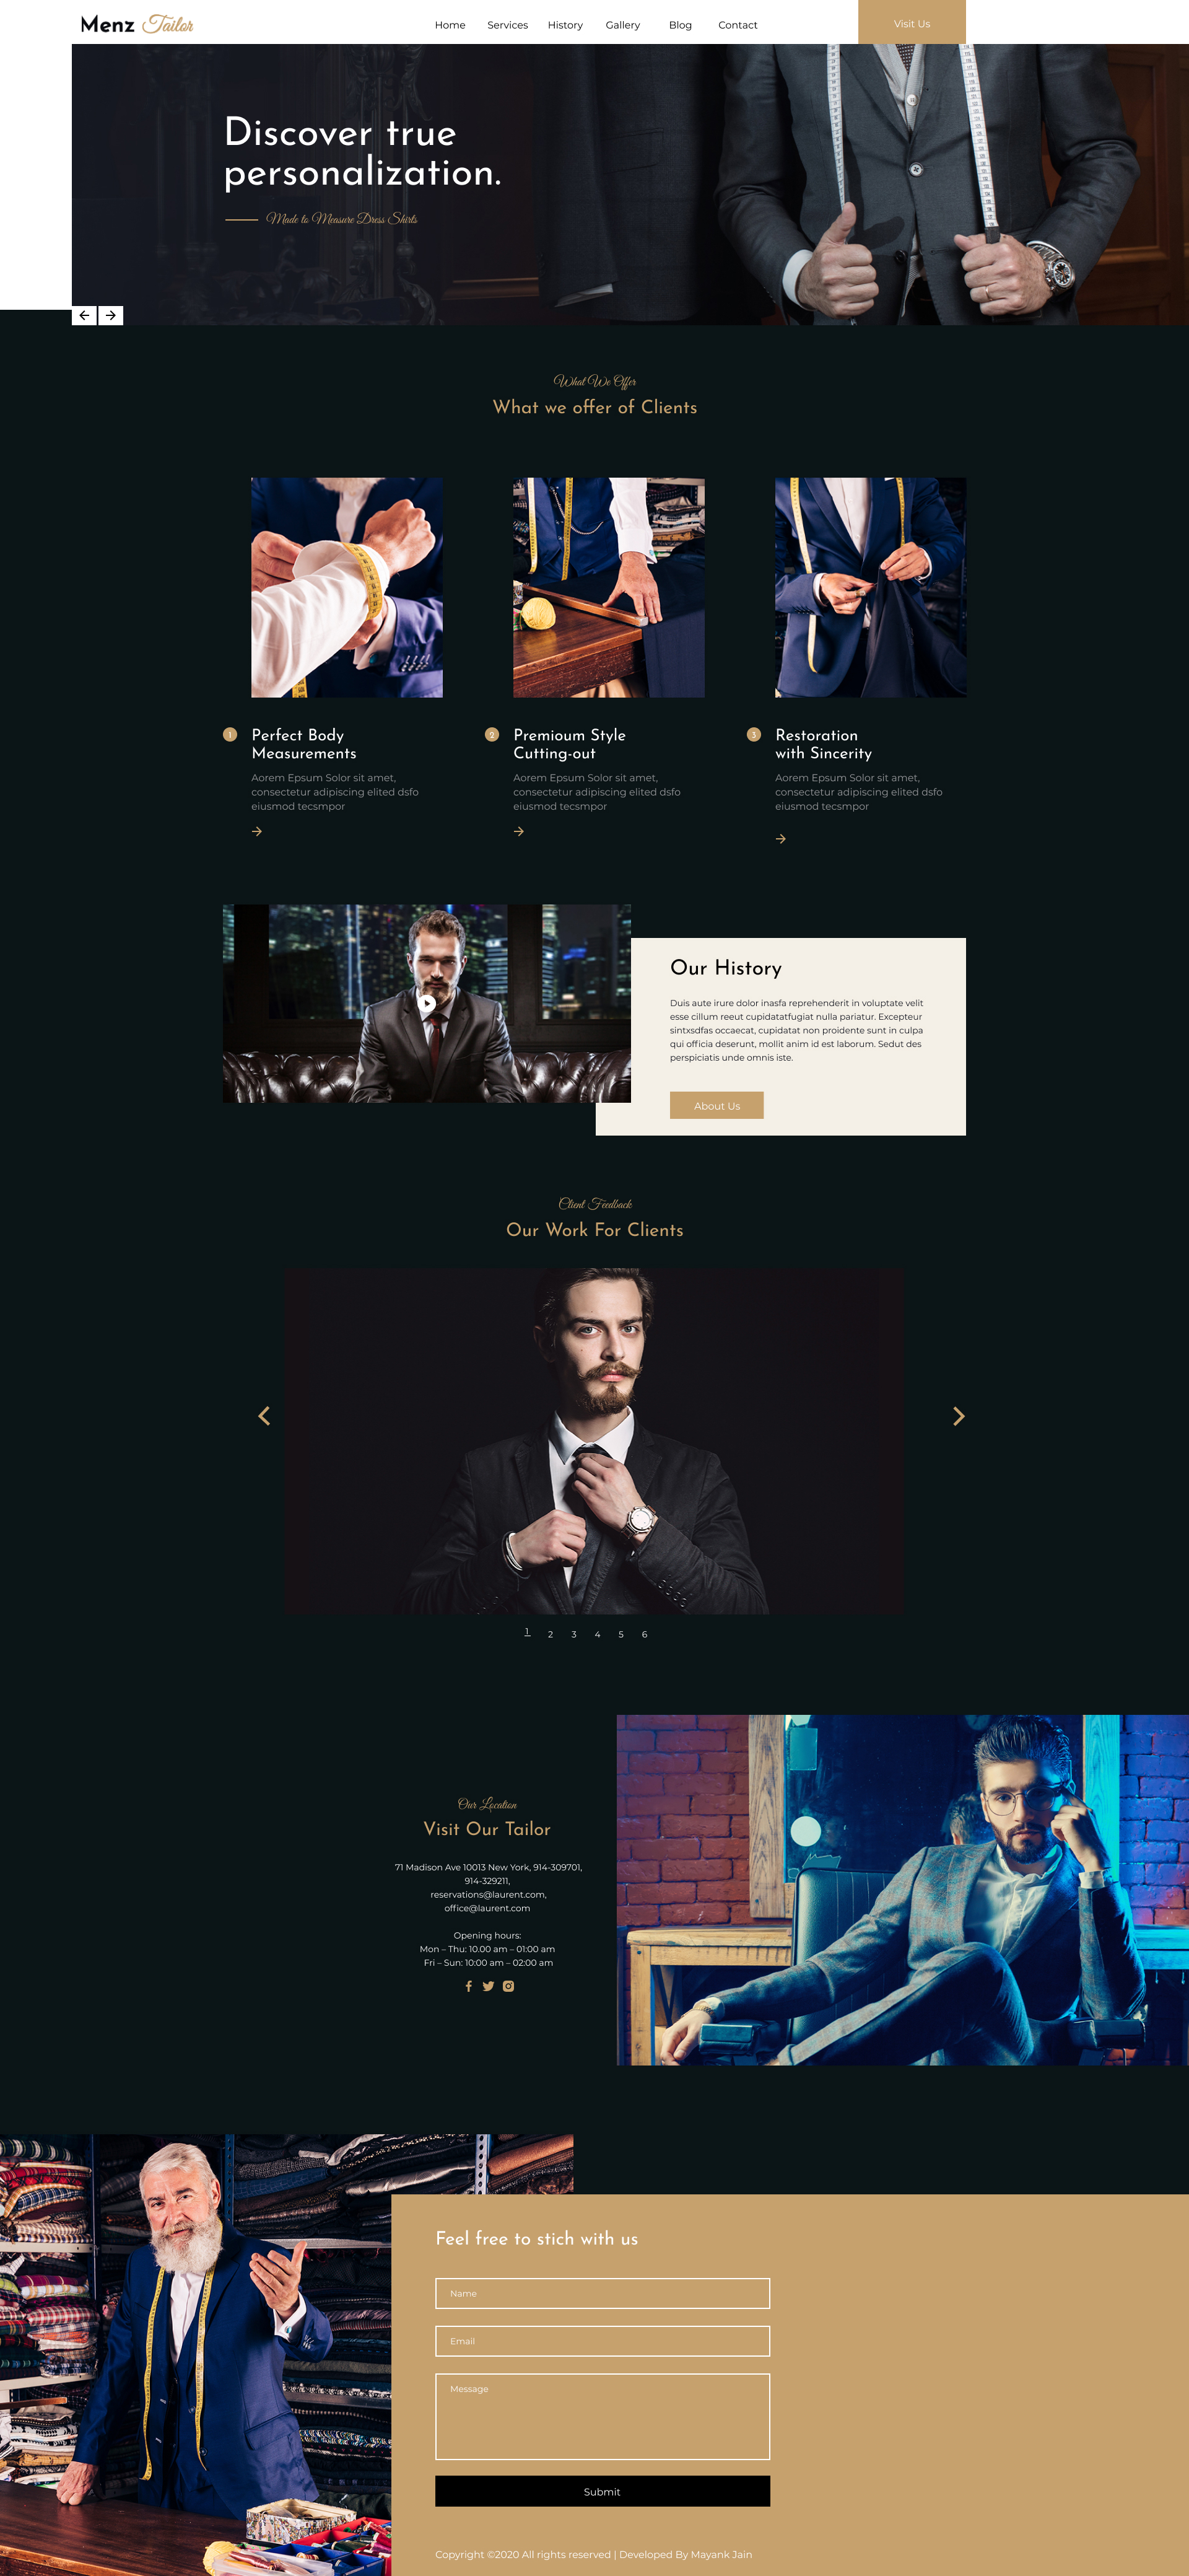 Menz Tailor
Home Services History Gallery Blog Contact
Visit Us
Discover true
personalization.
Made to Measure Dress Shirts
What We Offer
What we offer of Clients
1 Perfect Body
Measurements
Aorem Epsum Solor sit amet,
consectetur adipiscing elited dsfo
eiusmod tecsmpor
2 Premioum Style
Cutting-out
Aorem Epsum Solor sit amet,
consectetur adipiscing elited dsfo
eiusmod tecsmpor
3 Restoration
with Sincerity
Aorem Epsum Solor sit amet,
consectetur adipiscing elited dsfo
eiusmod tecsmpor
Our History
Duis aute irure dolor inasfa reprehenderit in voluptate velit
esse cillum reeut cupidatatfugiat nulla pariatur. Excepteur
sintxsdfas occaecat, cupidatat non proidente sunt in culpa
qui officia deserunt, mollit anim id est laborum. Sedut des
perspiciatis unde omnis iste.
About Us
Client Feedback
Our Work For Clients
1 2 3 4 5 6
Our Location
Visit Our Tailor
71 Madison Ave 10013 New York, 914-309701,
914-329211,
reservations@laurent.com,
office@laurent.com
Opening hours:
Mon – Thu: 10.00 am – 01:00 am
Fri – Sun: 10:00 am – 02:00 am
Feel free to stich with us
Name
Email
Message
Submit
Copyright ©2020 All rights reserved | Developed By Mayank Jain